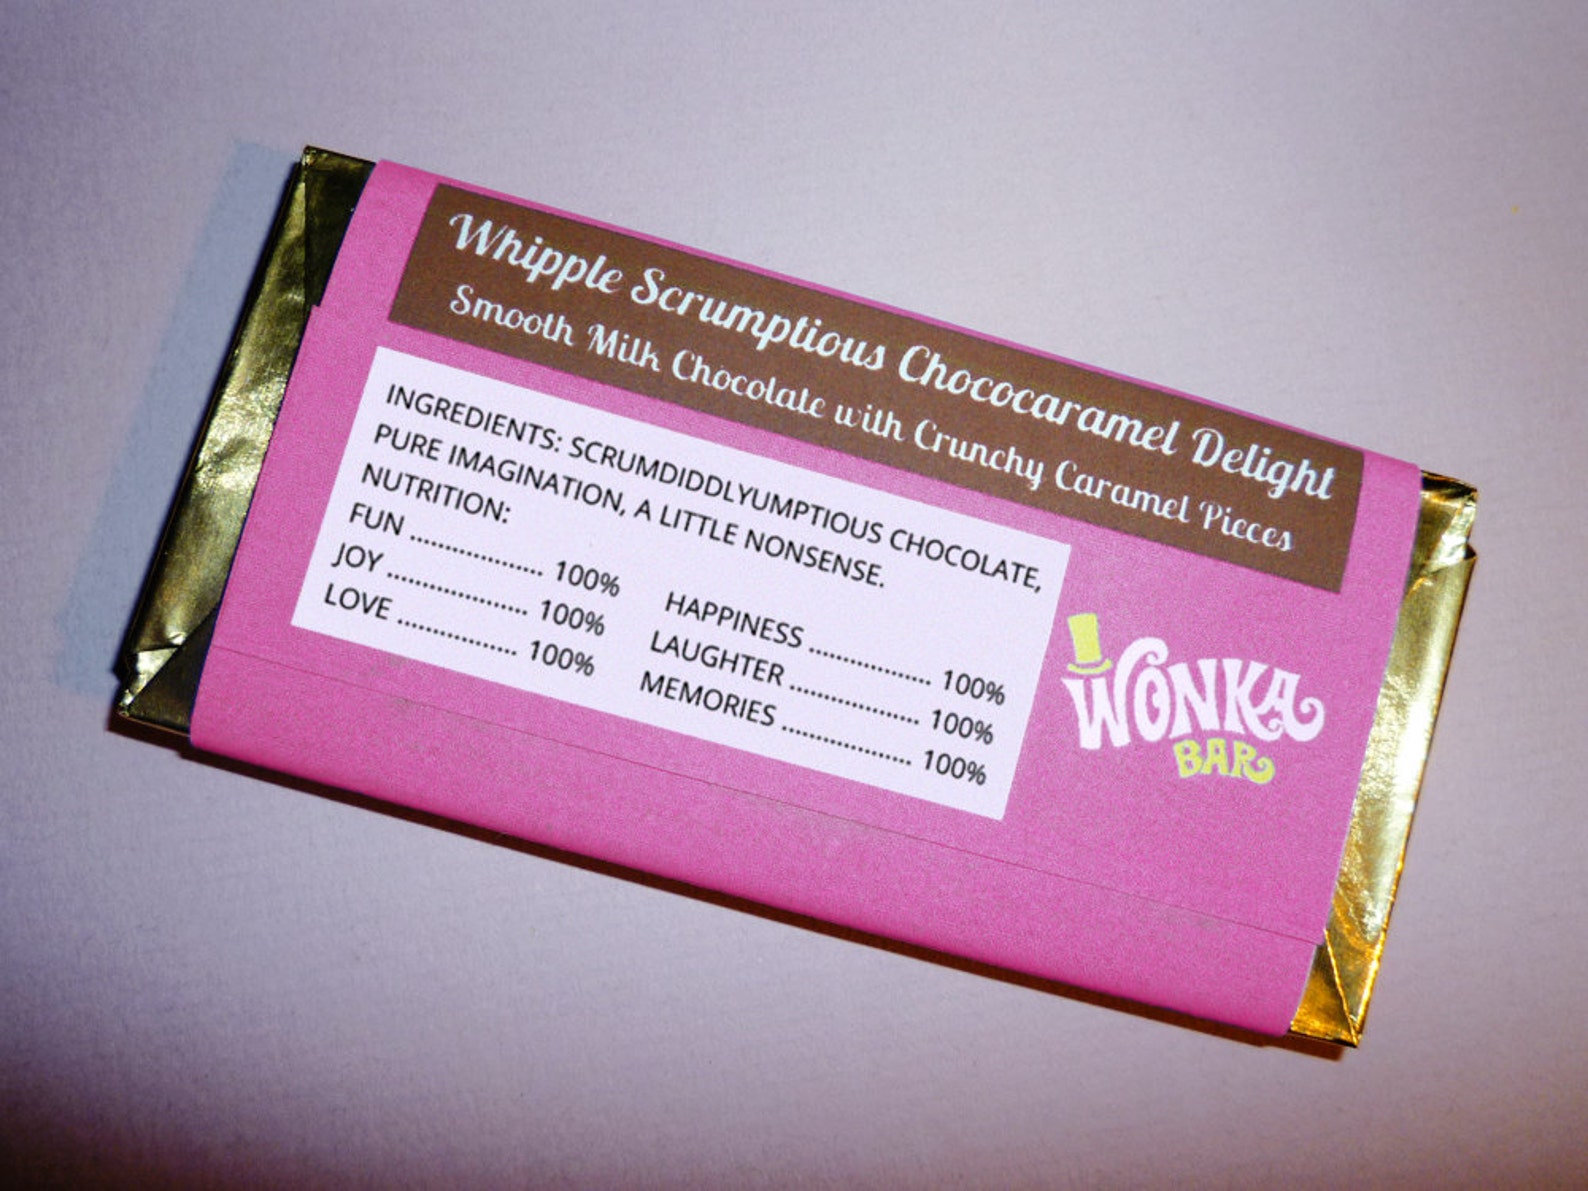 Whipple Scrumptious Chococaramel Delight
Smooth Milk Chocolate with Crunchy Caramel Pieces
INGREDIENTS: SCRUMDIDDLYUMPTIOUS CHOCOLATE,
PURE IMAGINATION, A LITTLE NONSENSE.
NUTRITION:
FUN .................. 100%
JOY ................... 100%
LOVE ................ 100%
HAPPINESS ................. 100%
LAUGHTER .................. 100%
MEMORIES .................. 100%
WONKA
BAR